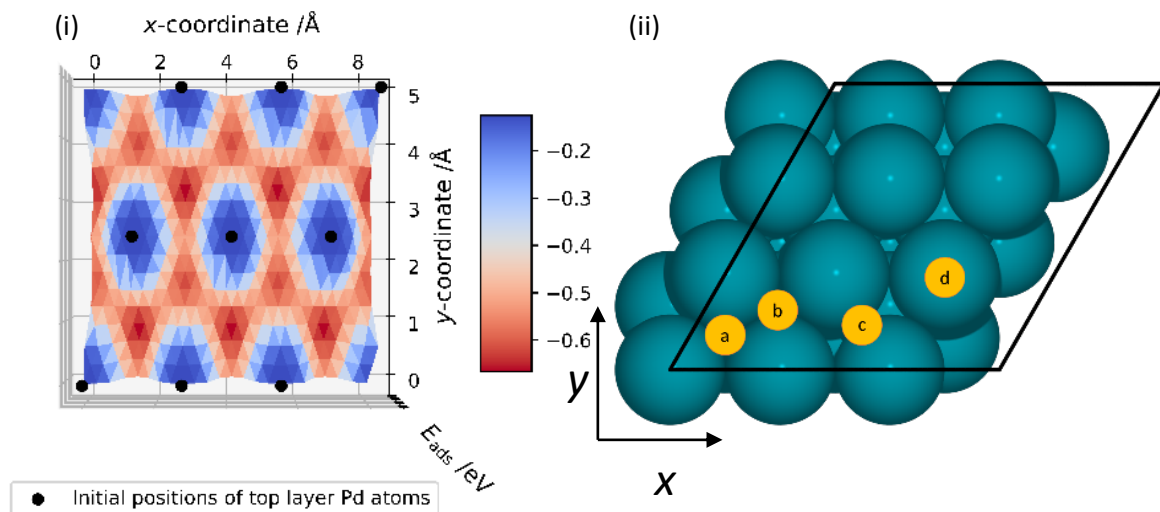 (i)
x-coordinate /Å
0 2 4 6 8
5
4
3
2
1
0
y-coordinate /Å
E_ads /eV
−0.2
−0.3
−0.4
−0.5
−0.6
Initial positions of top layer Pd atoms
(ii)
a
b
c
d
y
x